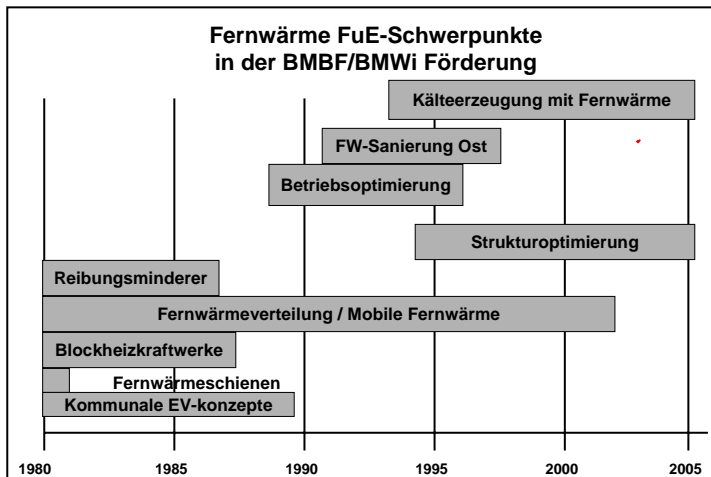 Fernwärme FuE-Schwerpunkte
in der BMBF/BMWi Förderung
Kälteerzeugung mit Fernwärme
FW-Sanierung Ost
Betriebsoptimierung
Strukturoptimierung
Reibungsminderer
Fernwärmeverteilung / Mobile Fernwärme
Blockheizkraftwerke
Fernwärmeschienen
Kommunale EV-konzepte
1980 1985 1990 1995 2000 2005